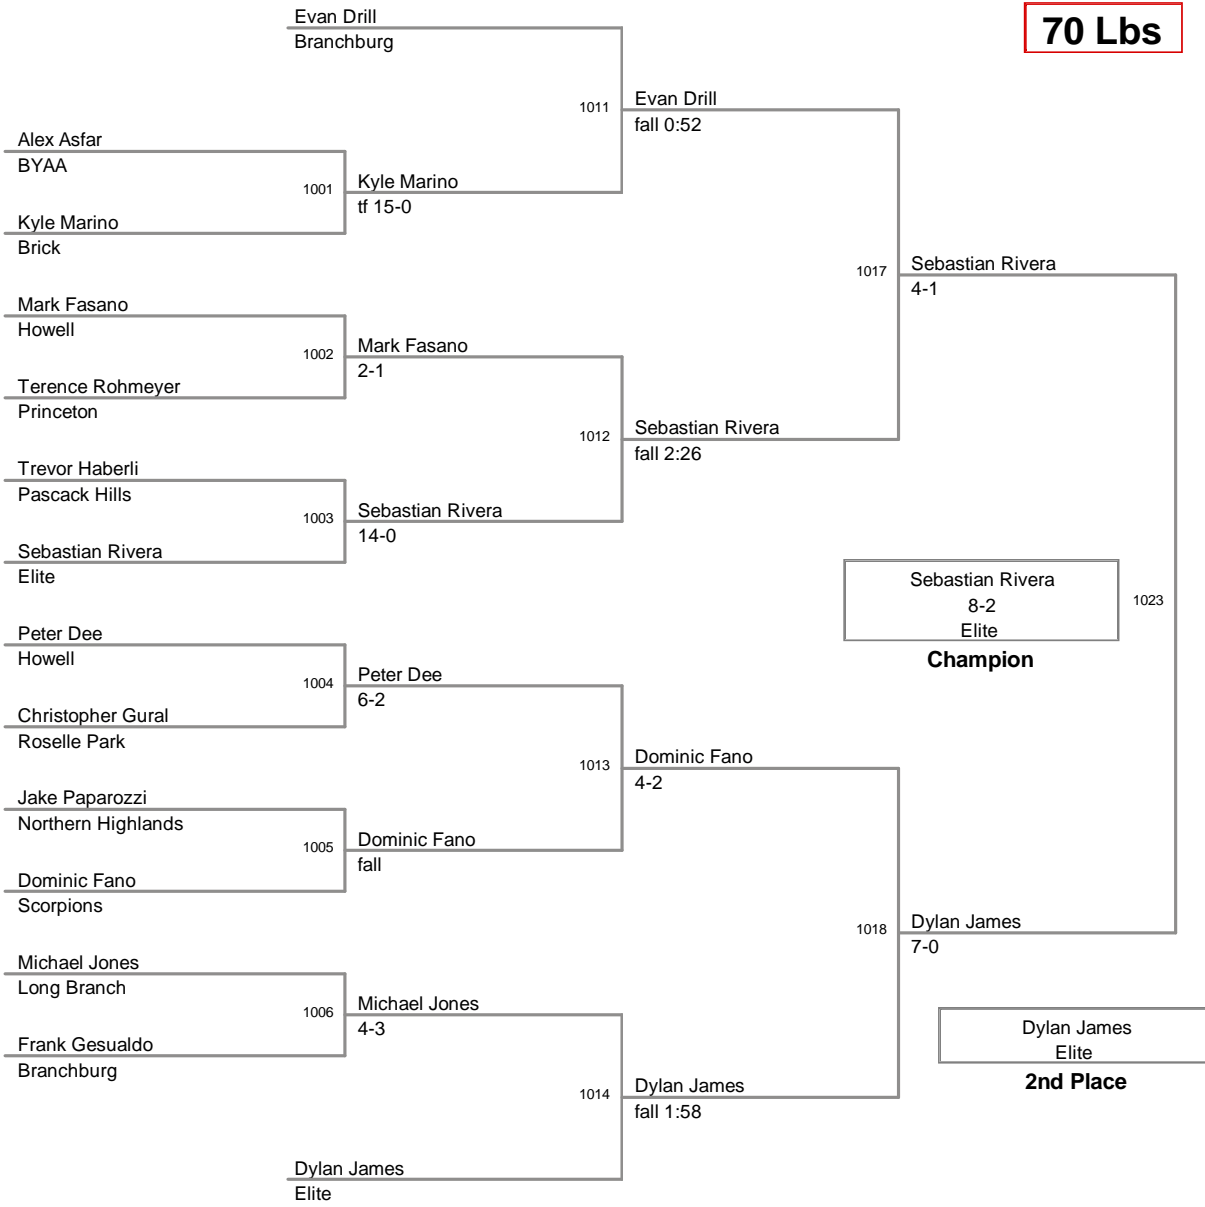 Evan Drill
Branchburg
70 Lbs
1011
Evan Drill
fall 0:52
Alex Asfar
BYAA
1001
Kyle Marino
tf 15-0
Kyle Marino
Brick
1017
Sebastian Rivera
4-1
Mark Fasano
Howell
1002
Mark Fasano
2-1
Terence Rohmeyer
Princeton
1012
Sebastian Rivera
fall 2:26
Trevor Haberli
Pascack Hills
1003
Sebastian Rivera
14-0
Sebastian Rivera
Elite
Sebastian Rivera
8-2
Elite
Champion
1023
Peter Dee
Howell
1004
Peter Dee
6-2
Christopher Gural
Roselle Park
1013
Dominic Fano
4-2
Jake Paparozzi
Northern Highlands
1005
Dominic Fano
fall
Dominic Fano
Scorpions
1018
Dylan James
7-0
Michael Jones
Long Branch
1006
Michael Jones
4-3
Frank Gesualdo
Branchburg
Dylan James
Elite
2nd Place
1014
Dylan James
fall 1:58
Dylan James
Elite